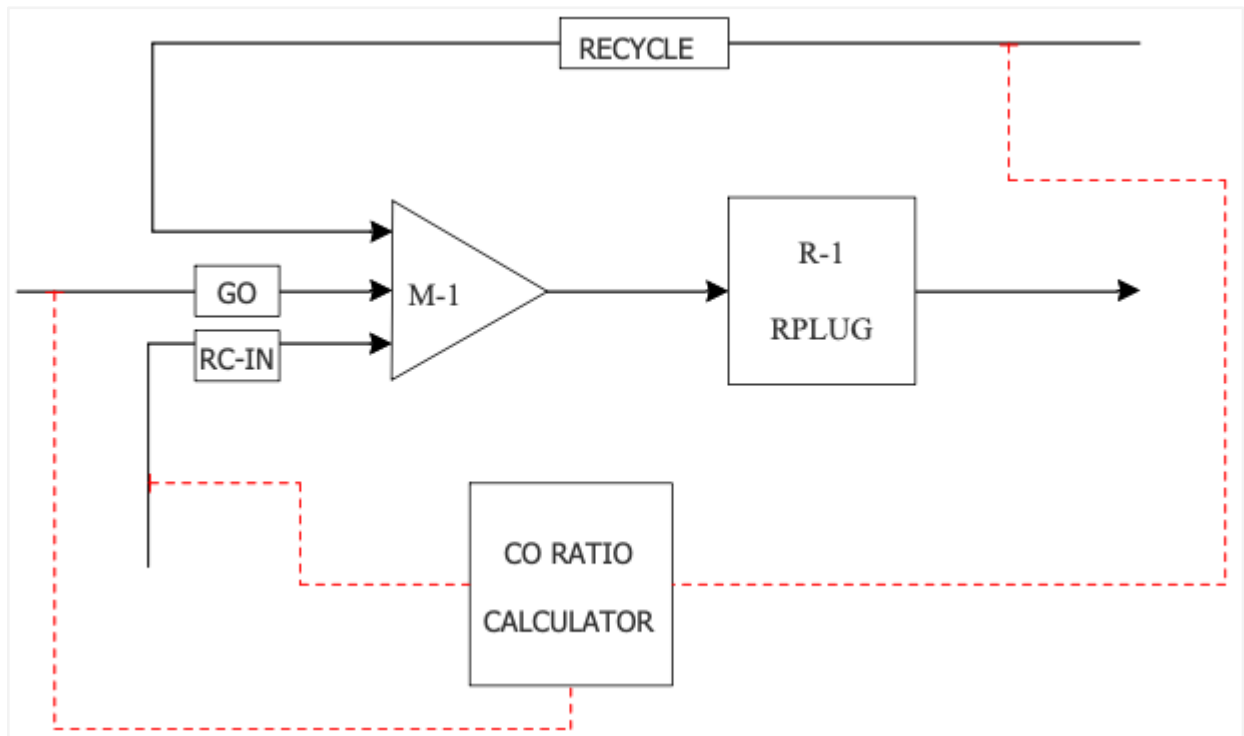 RECYCLE
GO
RC-IN
M-1
R-1
RPLUG
CO RATIO
CALCULATOR